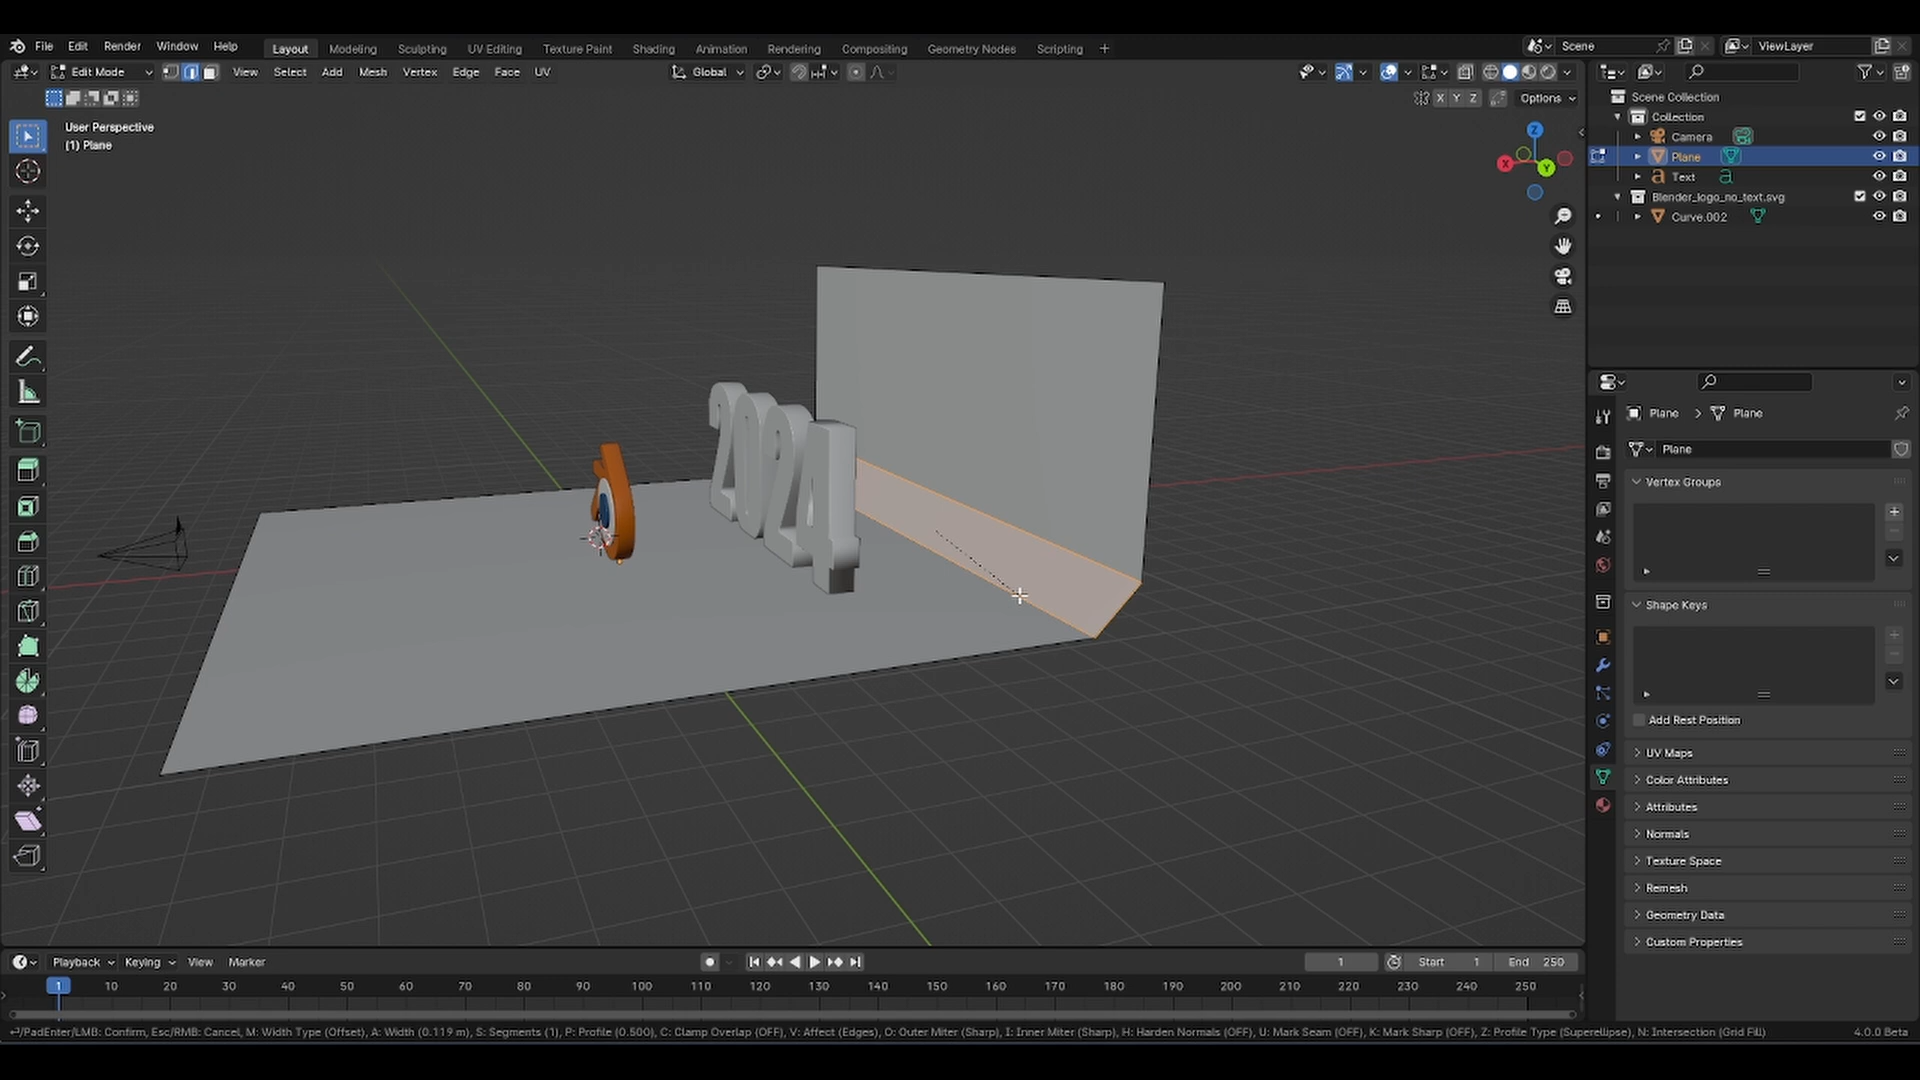 File Edit Render Window Help Layout Modeling Sculpting UV Editing Texture Paint Shading Animation Rendering Compositing Geometry Nodes Scripting + Scene ViewLayer
Edit Mode View Select Add Mesh Vertex Edge Face UV Global
X Y Z Options
User Perspective
(1) Plane
Z
X
Y
2024
Scene Collection
Collection
Camera
Plane
Text
Blender_logo_no_text.svg
Curve.002
Plane > Plane
Plane
Vertex Groups
Shape Keys
Add Rest Position
UV Maps
Color Attributes
Attributes
Normals
Texture Space
Remesh
Geometry Data
Custom Properties
Playback Keying View Marker 1 Start 1 End 250
1 10 20 30 40 50 60 70 80 90 100 110 120 130 140 150 160 170 180 190 200 210 220 230 240 250
⏎/PadEnter/LMB: Confirm, Esc/RMB: Cancel, M: Width Type (Offset), A: Width (0.119 m), S: Segments (1), P: Profile (0.500), C: Clamp Overlap (OFF), V: Affect (Edges), O: Outer Miter (Sharp), I: Inner Miter (Sharp), H: Harden Normals (OFF), U: Mark Seam (OFF), K: Mark Sharp (OFF), Z: Profile Type (Superellipse), N: Intersection (Grid Fill) 4.0.0 Beta